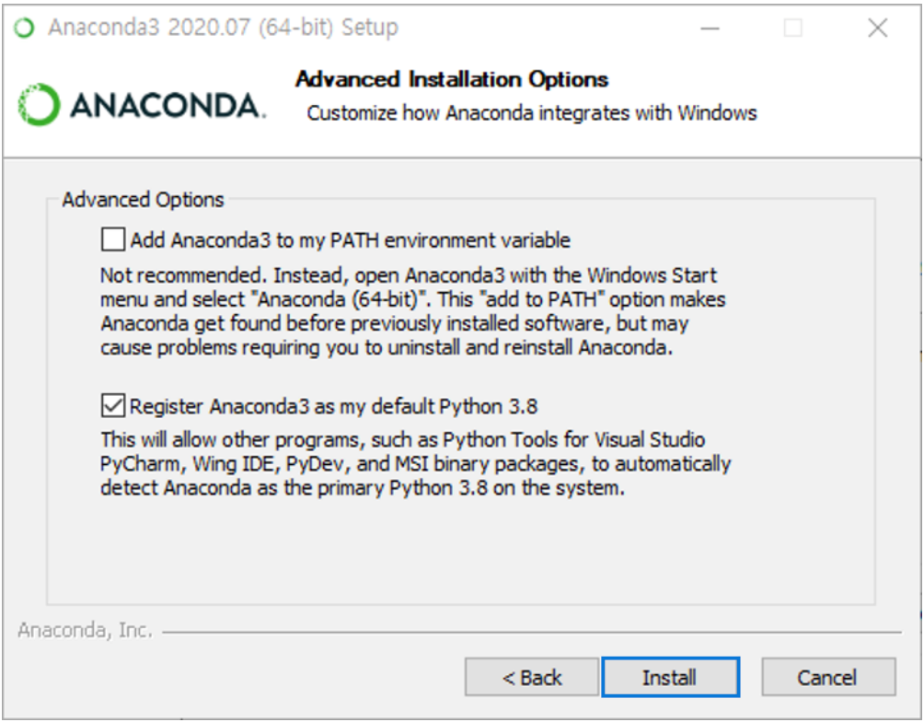 Anaconda3 2020.07 (64-bit) Setup
ANACONDA.
Advanced Installation Options
Customize how Anaconda integrates with Windows
Advanced Options
Add Anaconda3 to my PATH environment variable
Not recommended. Instead, open Anaconda3 with the Windows Start
menu and select "Anaconda (64-bit)". This "add to PATH" option makes
Anaconda get found before previously installed software, but may
cause problems requiring you to uninstall and reinstall Anaconda.
Register Anaconda3 as my default Python 3.8
This will allow other programs, such as Python Tools for Visual Studio
PyCharm, Wing IDE, PyDev, and MSI binary packages, to automatically
detect Anaconda as the primary Python 3.8 on the system.
Anaconda, Inc.
< Back
Install
Cancel